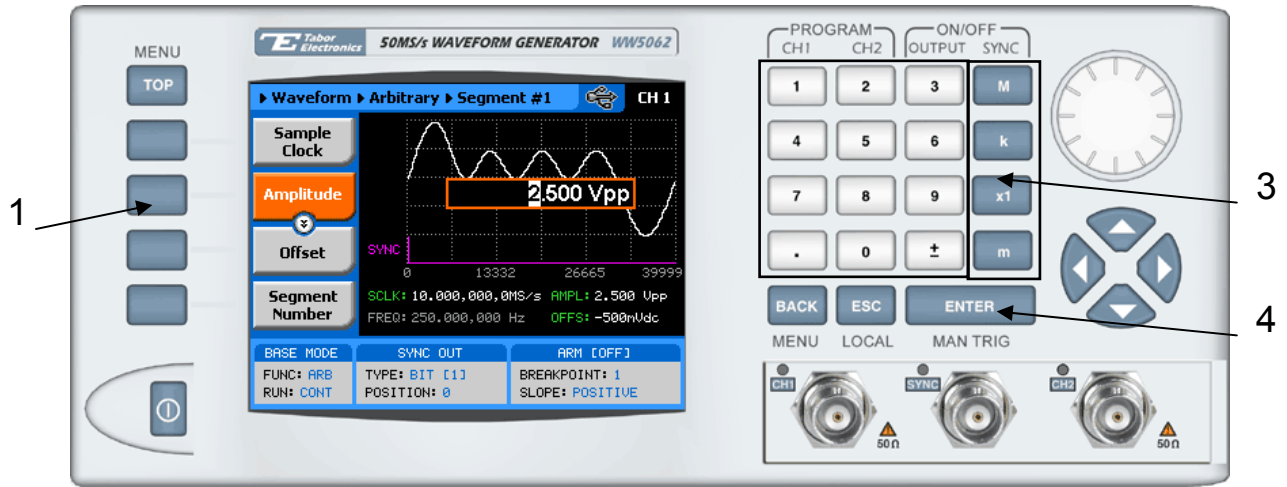 MENU
TOP
1
Tabor Electronics 50MS/s WAVEFORM GENERATOR WW5062
Waveform Arbitrary Segment #1 CH 1
Sample
Clock
Amplitude
Offset
Segment
Number
2.500 Vpp
SYNC
0 13332 26665 39999
SCLK: 10.000,000,0MS/s AMPL: 2.500 Vpp
FREQ: 250.000,000 Hz OFFS: -500mVdc
BASE MODE
FUNC: ARB
RUN: CONT
SYNC OUT
TYPE: BIT [1]
POSITION: 0
ARM [OFF]
BREAKPOINT: 1
SLOPE: POSITIVE
PROGRAM ON/OFF
CH1 CH2 OUTPUT SYNC
1 2 3 M
4 5 6 k
7 8 9 x1
. 0 ± m
3
BACK ESC ENTER
4
MENU LOCAL MAN TRIG
CH1 SYNC CH2
50Ω 50Ω